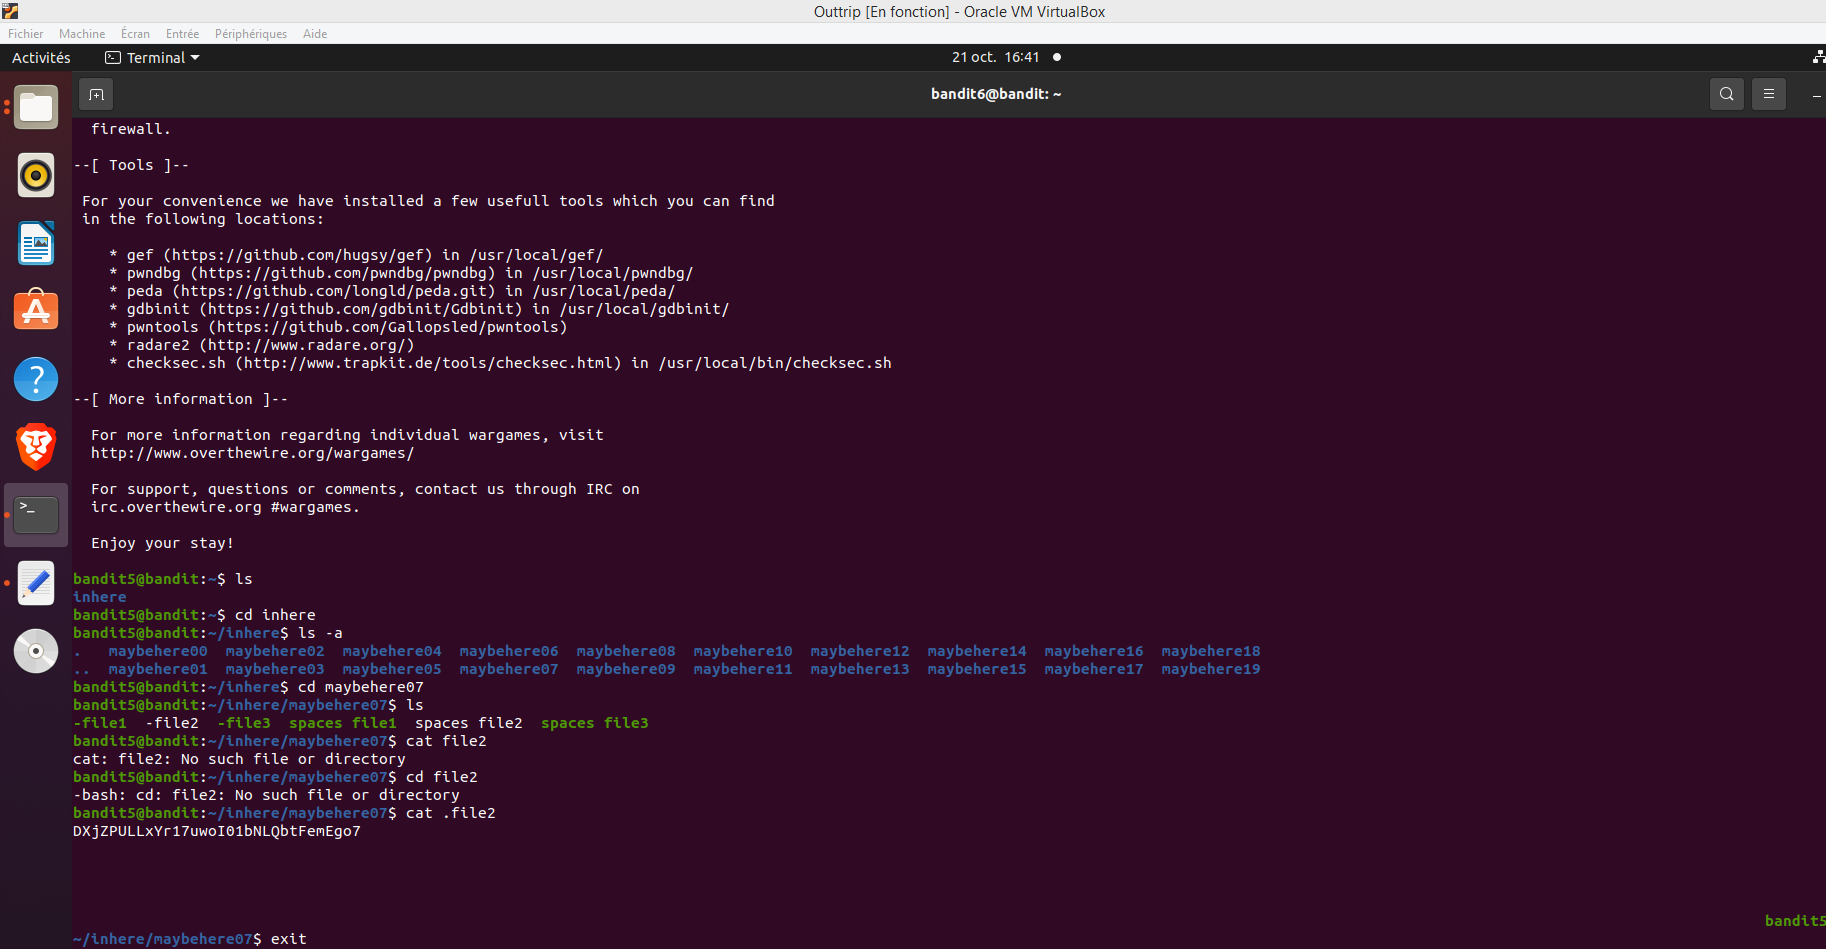 Outtrip [En fonction] - Oracle VM VirtualBox
Fichier Machine Écran Entrée Périphériques Aide
Activités Terminal 21 oct. 16:41
bandit6@bandit: ~
firewall.
--[ Tools ]--
For your convenience we have installed a few usefull tools which you can find
in the following locations:
* gef (https://github.com/hugsy/gef) in /usr/local/gef/
* pwndbg (https://github.com/pwndbg/pwndbg) in /usr/local/pwndbg/
* peda (https://github.com/longld/peda.git) in /usr/local/peda/
* gdbinit (https://github.com/gdbinit/Gdbinit) in /usr/local/gdbinit/
* pwntools (https://github.com/Gallopsled/pwntools)
* radare2 (http://www.radare.org/)
* checksec.sh (http://www.trapkit.de/tools/checksec.html) in /usr/local/bin/checksec.sh
--[ More information ]--
For more information regarding individual wargames, visit
http://www.overthewire.org/wargames/
For support, questions or comments, contact us through IRC on
irc.overthewire.org #wargames.
Enjoy your stay!
bandit5@bandit:~$ ls
inhere
bandit5@bandit:~$ cd inhere
bandit5@bandit:~/inhere$ ls -a
. maybehere00 maybehere02 maybehere04 maybehere06 maybehere08 maybehere10 maybehere12 maybehere14 maybehere16 maybehere18
.. maybehere01 maybehere03 maybehere05 maybehere07 maybehere09 maybehere11 maybehere13 maybehere15 maybehere17 maybehere19
bandit5@bandit:~/inhere$ cd maybehere07
bandit5@bandit:~/inhere/maybehere07$ ls
-file1 -file2 -file3 spaces file1 spaces file2 spaces file3
bandit5@bandit:~/inhere/maybehere07$ cat file2
cat: file2: No such file or directory
bandit5@bandit:~/inhere/maybehere07$ cd file2
-bash: cd: file2: No such file or directory
bandit5@bandit:~/inhere/maybehere07$ cat .file2
DXjZPULLxYr17uwoI01bNLQbtFemEgo7
bandit5
~/inhere/maybehere07$ exit